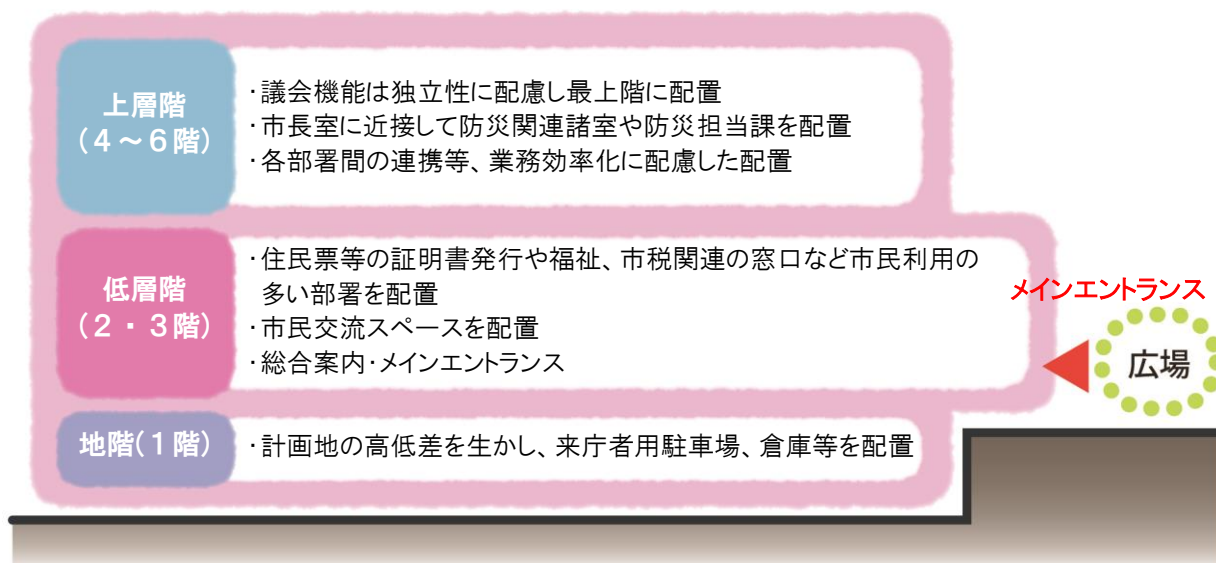 上層階
(4～6階)
・議会機能は独立性に配慮し最上階に配置
・市長室に近接して防災関連諸室や防災担当課を配置
・各部署間の連携等、業務効率化に配慮した配置
低層階
(2・3階)
・住民票等の証明書発行や福祉、市税関連の窓口など市民利用の
多い部署を配置
・市民交流スペースを配置
・総合案内・メインエントランス
メインエントランス
広場
地階(1階)
・計画地の高低差を生かし、来庁者用駐車場、倉庫等を配置